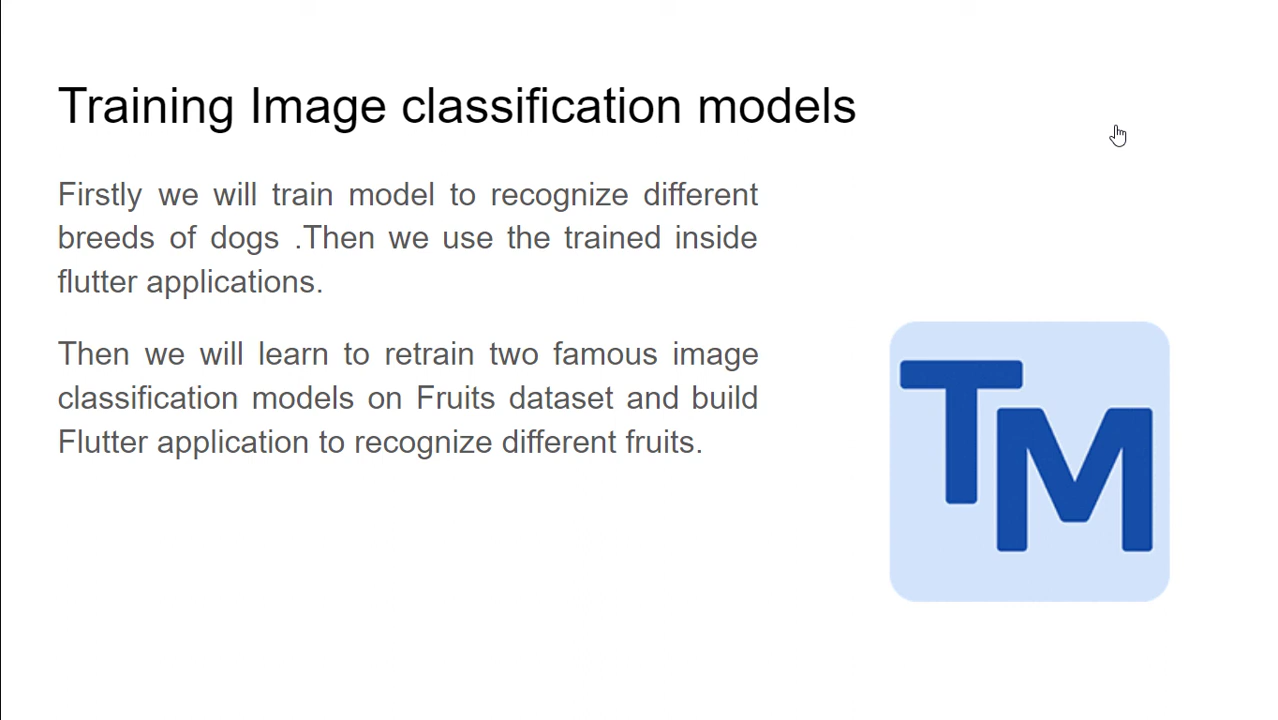 Training Image classification models
Firstly we will train model to recognize different
breeds of dogs .Then we use the trained inside
flutter applications.
Then we will learn to retrain two famous image
classification models on Fruits dataset and build
Flutter application to recognize different fruits.
TM